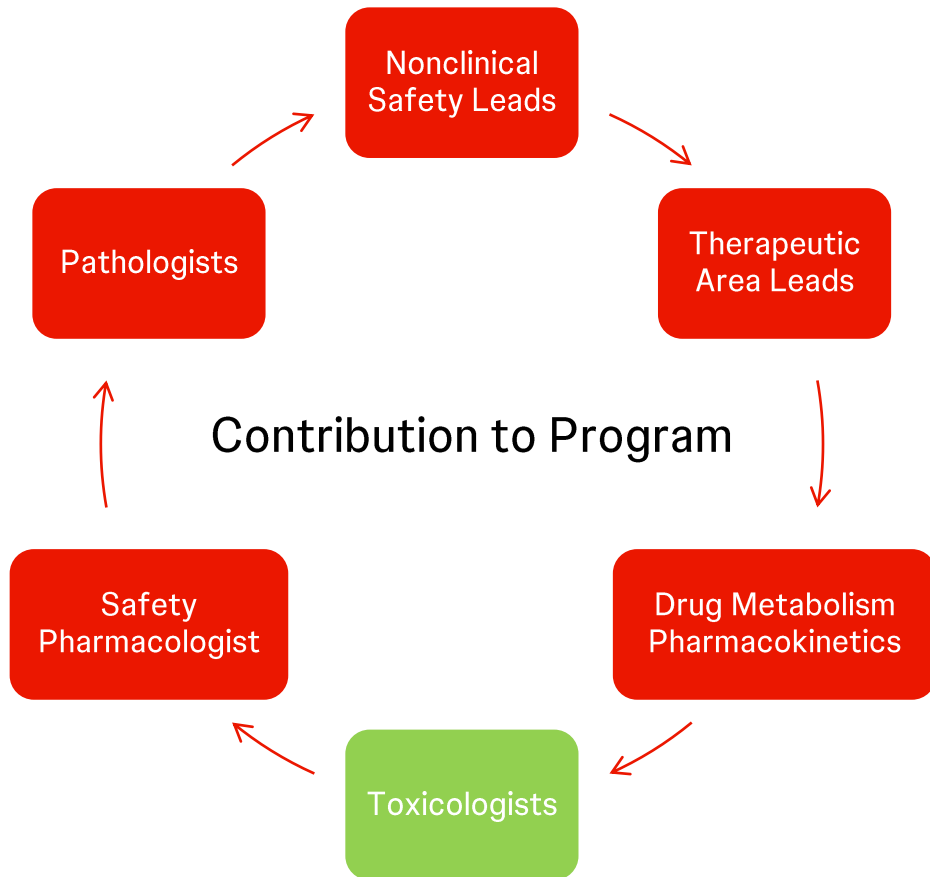 Nonclinical
Safety Leads
Therapeutic
Area Leads
Drug Metabolism
Pharmacokinetics
Toxicologists
Safety
Pharmacologist
Pathologists
Contribution to Program